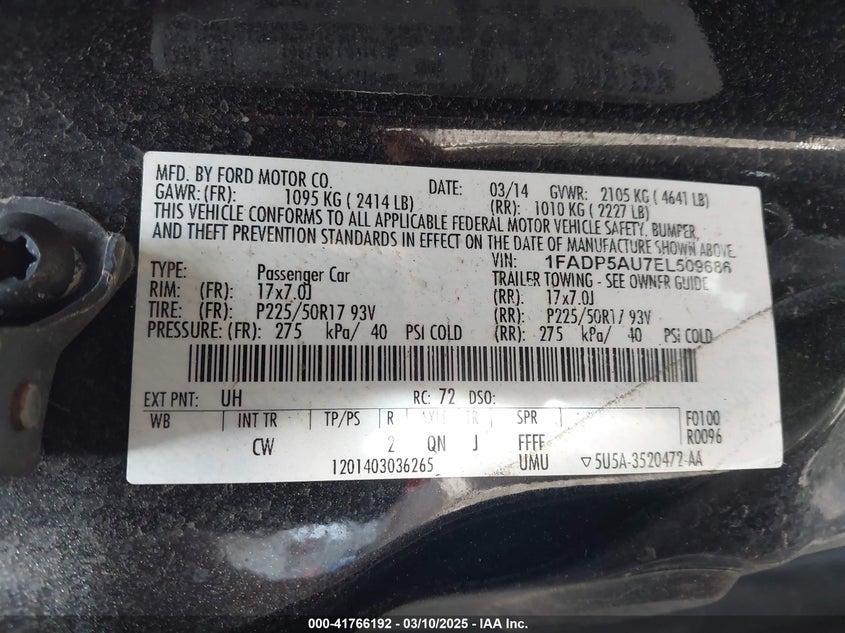 MFD. BY FORD MOTOR CO. DATE: 03/14 GVWR: 2105 KG ( 4641 LB)
GAWR: (FR): 1095 KG ( 2414 LB) (RR): 1010 KG ( 2227 LB)
THIS VEHICLE CONFORMS TO ALL APPLICABLE FEDERAL MOTOR VEHICLE SAFETY, BUMPER,
AND THEFT PREVENTION STANDARDS IN EFFECT ON THE DATE OF MANUFACTURE SHOWN ABOVE.
VIN: 1FADP5AU7EL509686
TYPE: Passenger Car TRAILER TOWING - SEE OWNER GUIDE
RIM: (FR): 17x7.0J (RR): 17x7.0J
TIRE: (FR): P225/50R17 93V (RR): P225/50R17 93V
PRESSURE: (FR): 275 kPa/ 40 PSI COLD (RR): 275 kPa/ 40 PSI COLD
EXT PNT: UH RC: 72 DSO:
WB INT TR TP/PS R AXLE TR SPR F0100
CW 2 QN J FFFF R0096
1201403036265 UMU ▽5U5A-3520472-AA
000-41766192 - 03/10/2025 - IAA Inc.